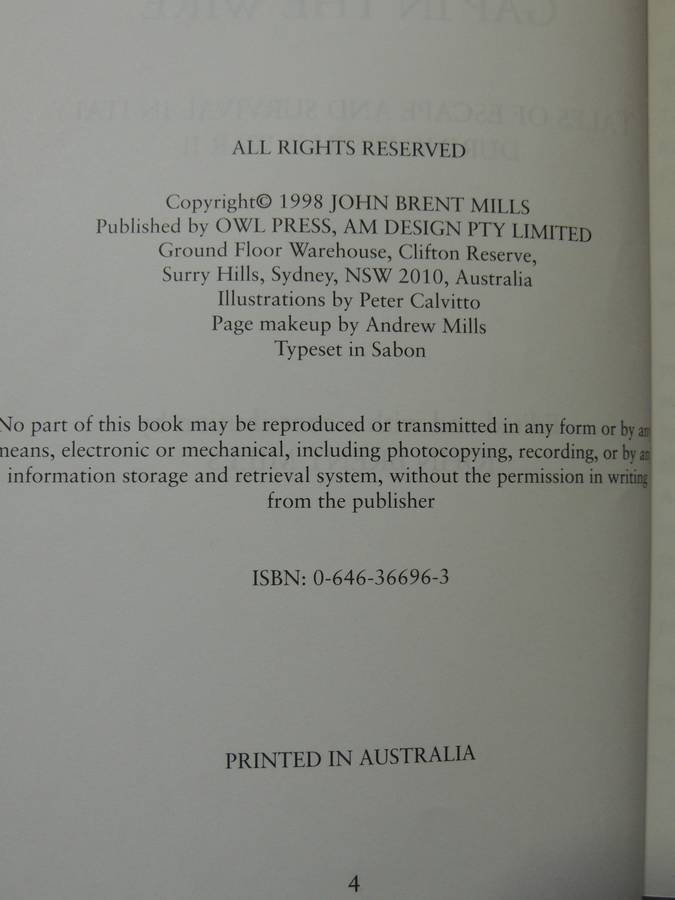 ALL RIGHTS RESERVED
Copyright© 1998 JOHN BRENT MILLS
Published by OWL PRESS, AM DESIGN PTY LIMITED
Ground Floor Warehouse, Clifton Reserve,
Surry Hills, Sydney, NSW 2010, Australia
Illustrations by Peter Calvitto
Page makeup by Andrew Mills
Typeset in Sabon
No part of this book may be reproduced or transmitted in any form or by an
means, electronic or mechanical, including photocopying, recording, or by an
information storage and retrieval system, without the permission in writing
from the publisher
ISBN: 0-646-36696-3
PRINTED IN AUSTRALIA
4